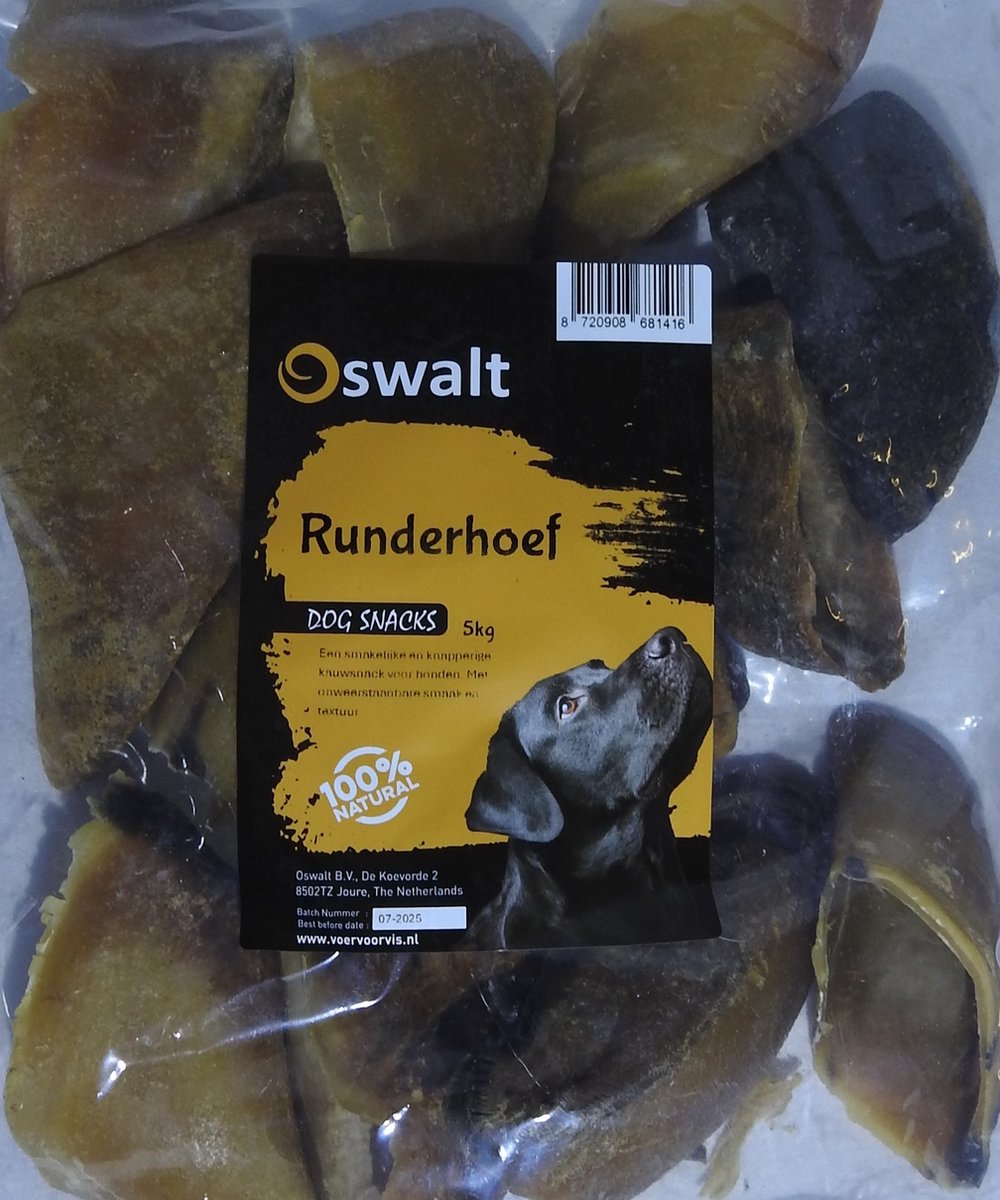 8 720908 681416
Oswalt
Runderhoef
DOG SNACKS 5kg
Een smakelijke en knapperige
kauwsnack voor honden. Met
onweerstaanbare smaak en
textuur
100%
NATURAL
Oswalt B.V., De Koevorde 2
8502TZ Joure, The Netherlands
Batch Nummer :
Best before date : 07-2025
www.voervoorvis.nl